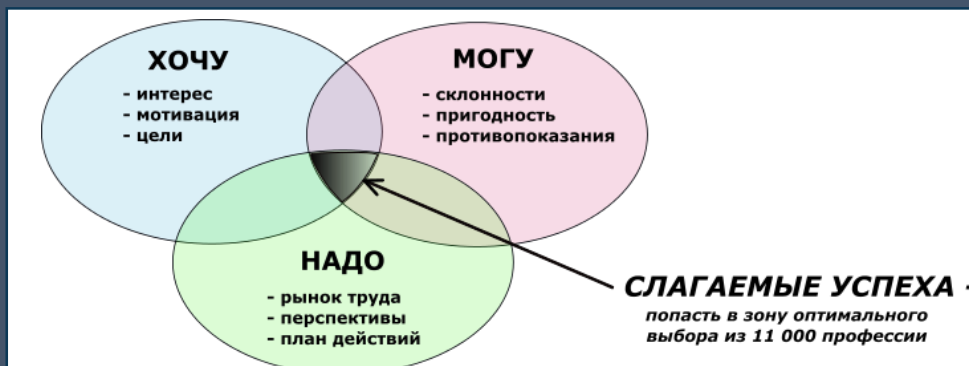 ХОЧУ
- интерес
- мотивация
- цели
МОГУ
- склонности
- пригодность
- противопоказания
НАДО
- рынок труда
- перспективы
- план действий
СЛАГАЕМЫЕ УСПЕХА -
попасть в зону оптимального
выбора из 11 000 профессии